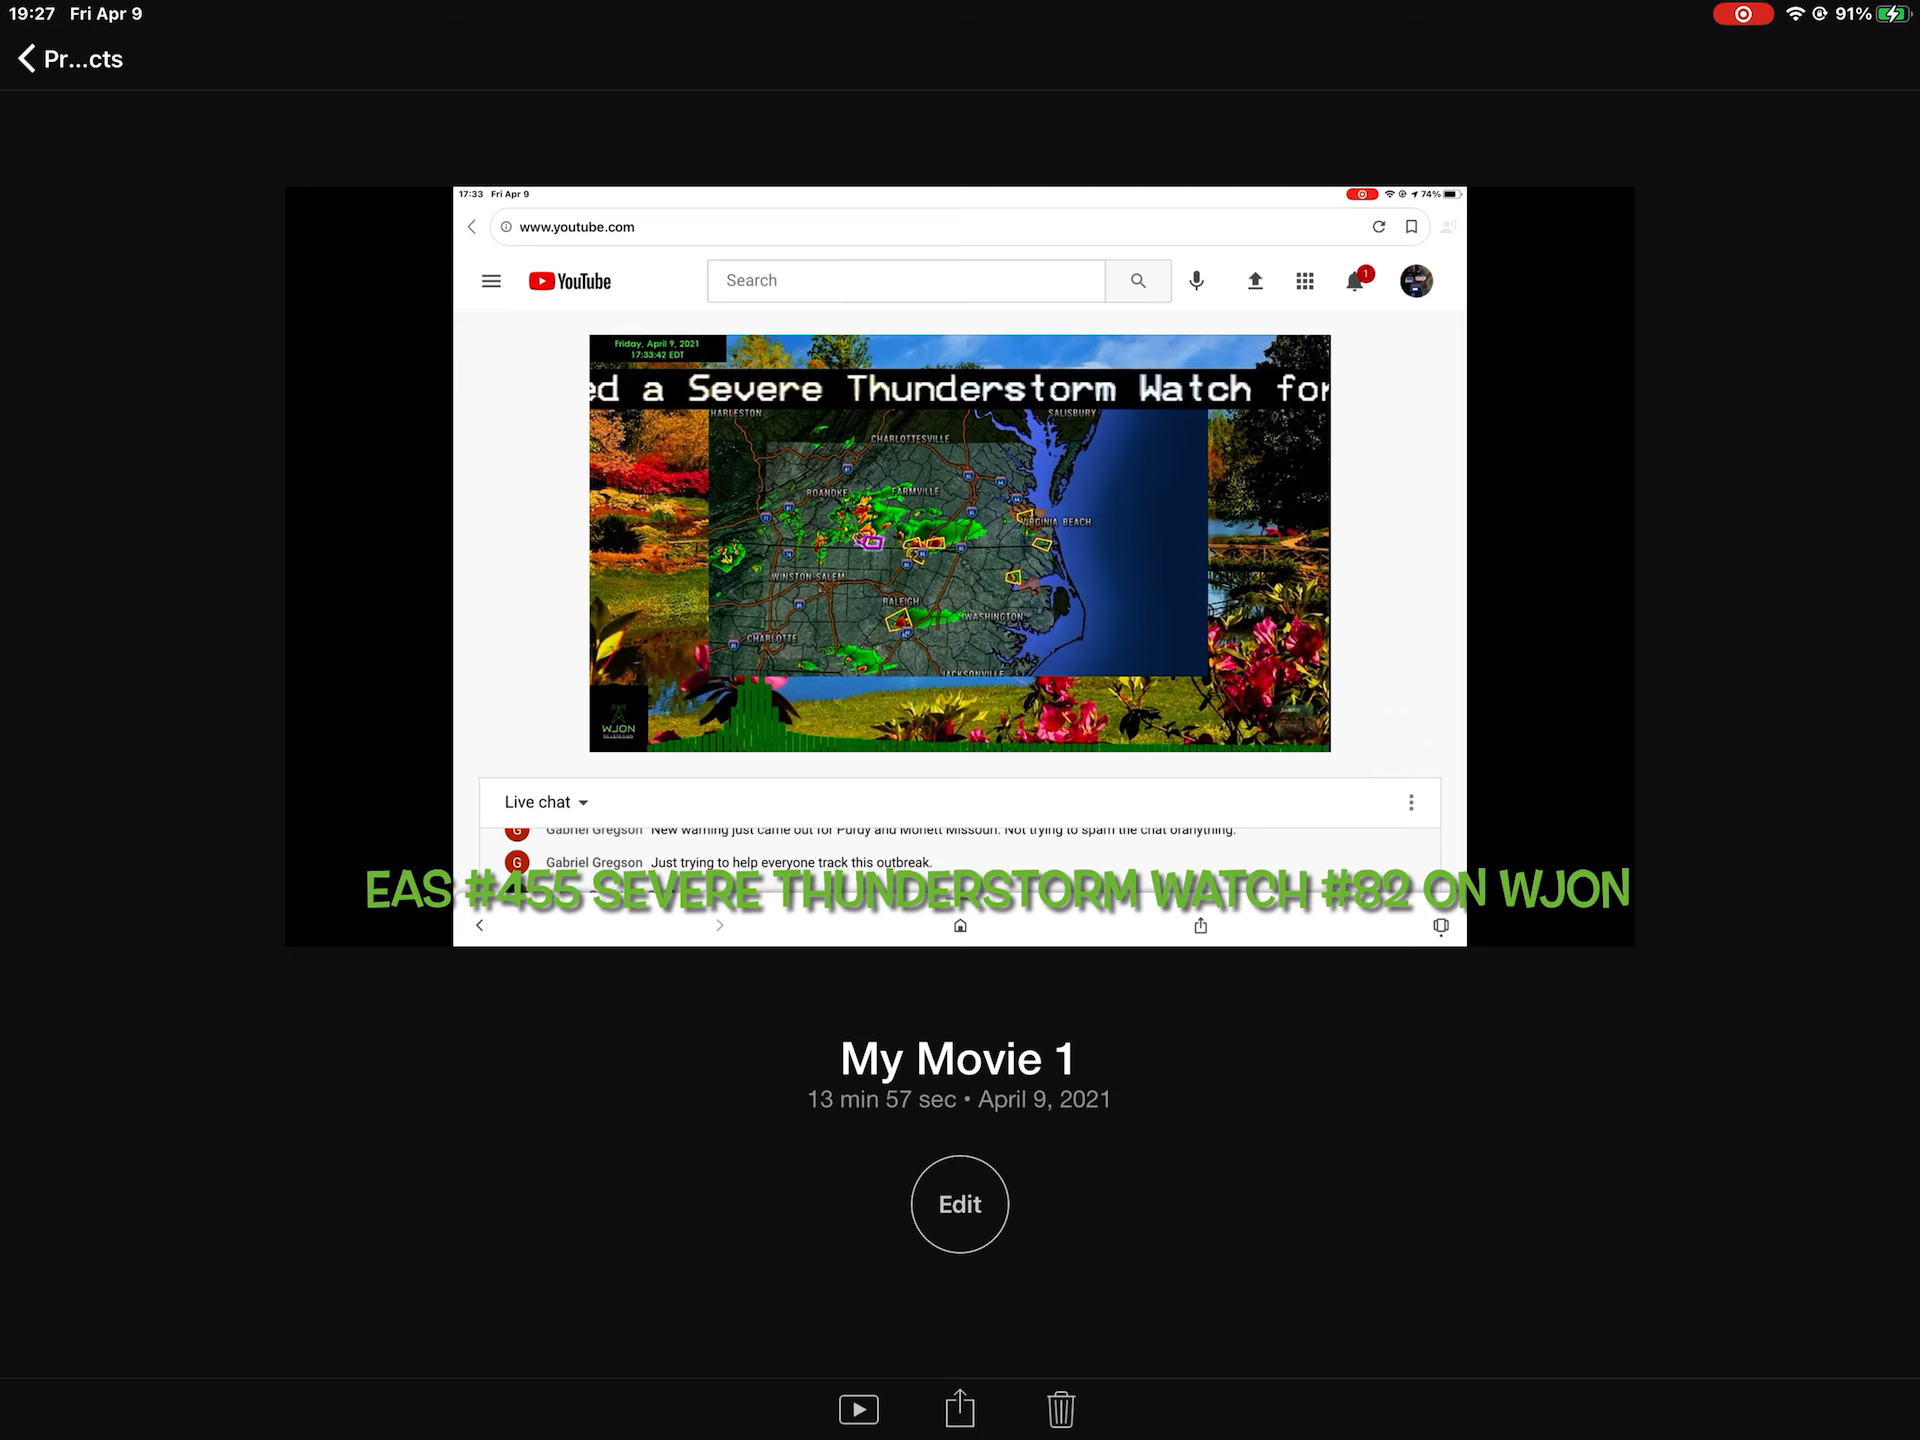 19:27 Fri Apr 9
91%
Pr...cts
17:33 Fri Apr 9
74%
www.youtube.com
YouTube
Search
1
Friday, April 9, 2021
17:33:42 EDT
ed a Severe Thunderstorm Watch for
HARLESTON
SALISBURY
CHARLOTTESVILLE
ROANOKE
FARMVILLE
VIRGINIA BEACH
WINSTON-SALEM
RALEIGH
WASHINGTON
CHARLOTTE
JACKSONVILLE
WJON
Live chat
G Gabriel Gregson New warning just came out for Purdy and Monett Missouri. Not trying to spam the chat oranything.
G Gabriel Gregson Just trying to help everyone track this outbreak.
EAS #455 SEVERE THUNDERSTORM WATCH #82 ON WJON
My Movie 1
13 min 57 sec • April 9, 2021
Edit